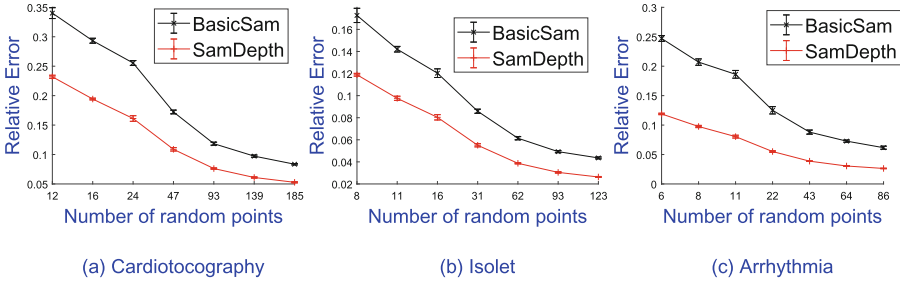 0.35
0.3
0.25
0.2
0.15
0.1
0.05
Relative Error
BasicSam
SamDepth
12 16 24 47 93 139 185
Number of random points
(a) Cardiotocography
0.16
0.14
0.12
0.1
0.08
0.06
0.04
0.02
Relative Error
BasicSam
SamDepth
8 11 16 31 62 93 123
Number of random points
(b) Isolet
0.3
0.25
0.2
0.15
0.1
0.05
0
Relative Error
BasicSam
SamDepth
6 8 11 22 43 64 86
Number of random points
(c) Arrhythmia